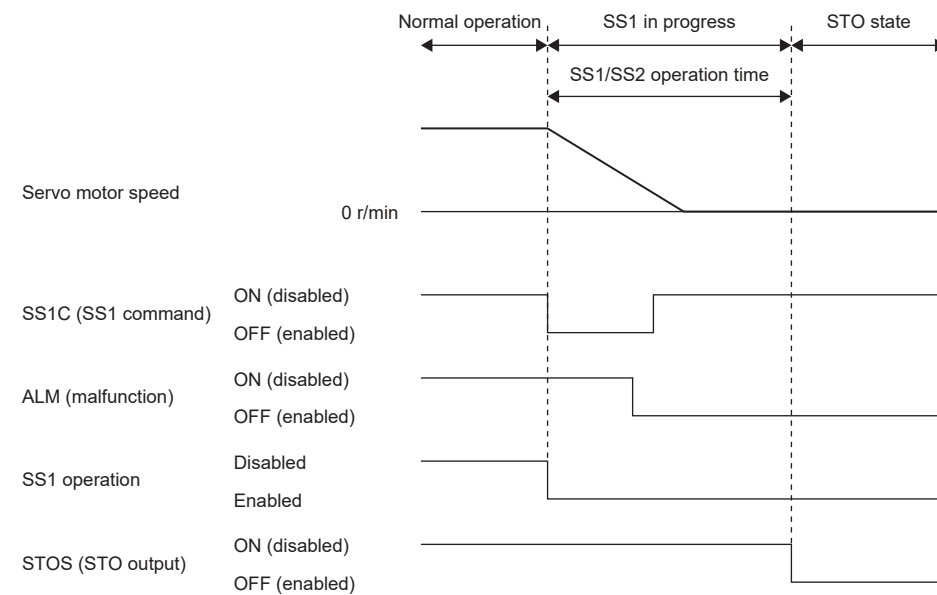 Normal operation SS1 in progress STO state
SS1/SS2 operation time
Servo motor speed
0 r/min
ON (disabled)
SS1C (SS1 command)
OFF (enabled)
ON (disabled)
ALM (malfunction)
OFF (enabled)
Disabled
SS1 operation
Enabled
ON (disabled)
STOS (STO output)
OFF (enabled)